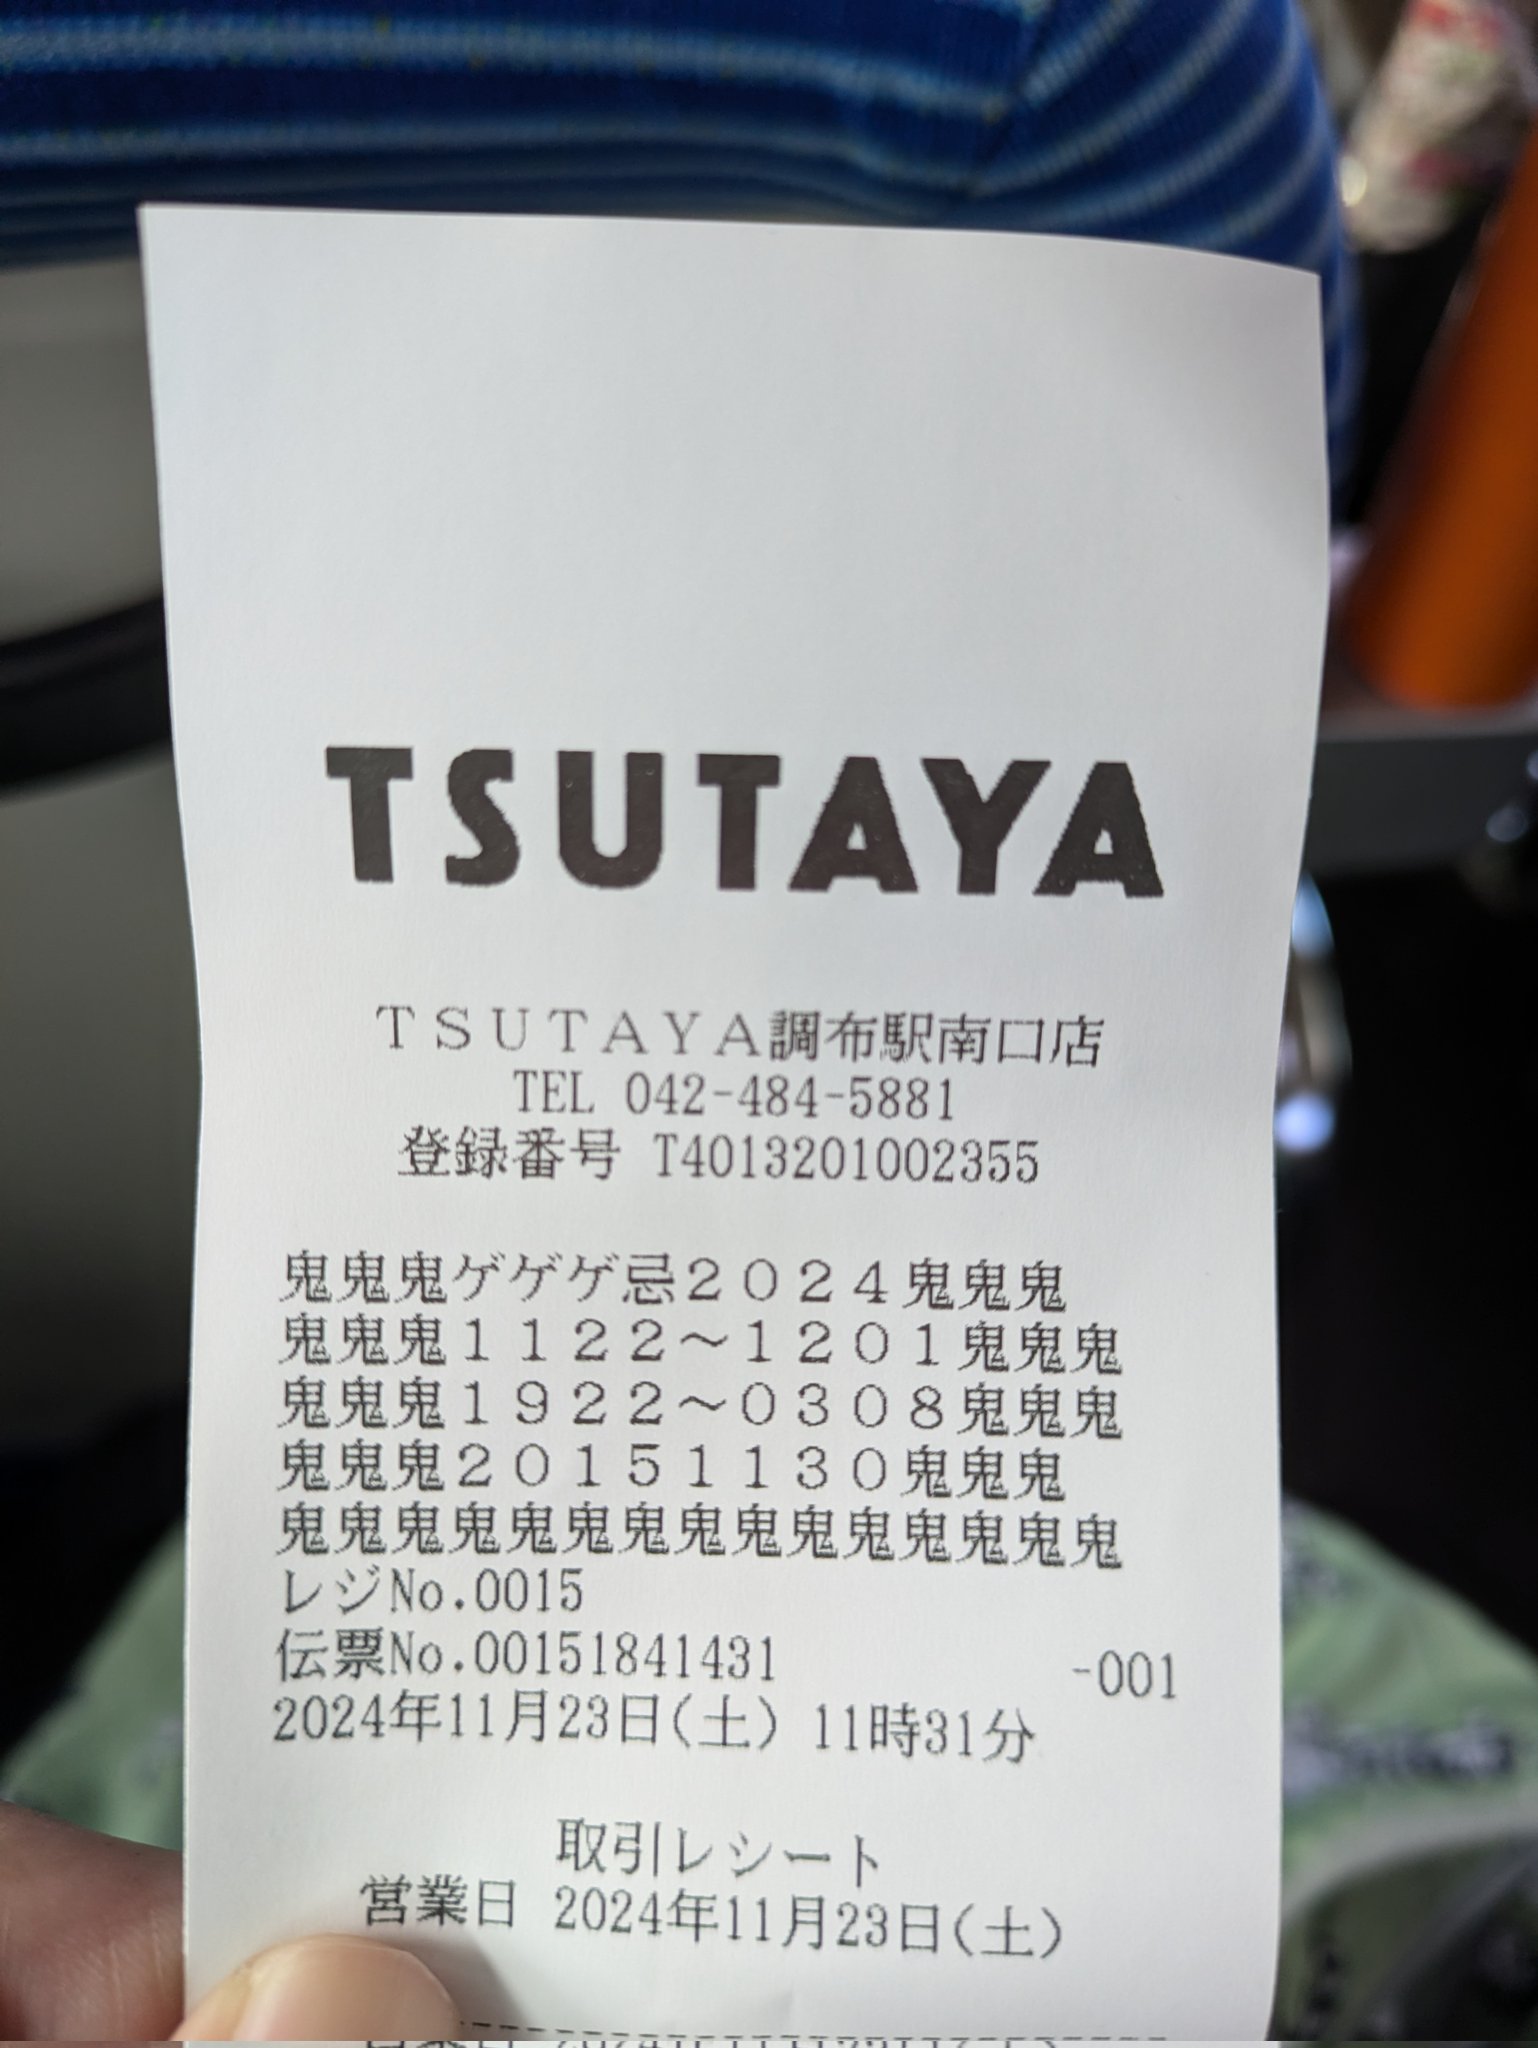 TSUTAYA
ＴＳＵＴＡＹＡ調布駅南口店
TEL 042-484-5881
登録番号 T4013201002355
鬼鬼鬼ゲゲゲ忌２０２４鬼鬼鬼
鬼鬼鬼１１２２～１２０１鬼鬼鬼
鬼鬼鬼１９２２～０３０８鬼鬼鬼
鬼鬼鬼２０１５１１３０鬼鬼鬼
鬼鬼鬼鬼鬼鬼鬼鬼鬼鬼鬼鬼鬼鬼鬼
レジNo.0015
伝票No.00151841431 -001
2024年11月23日(土) 11時31分
取引レシート
営業日 2024年11月23日(土)